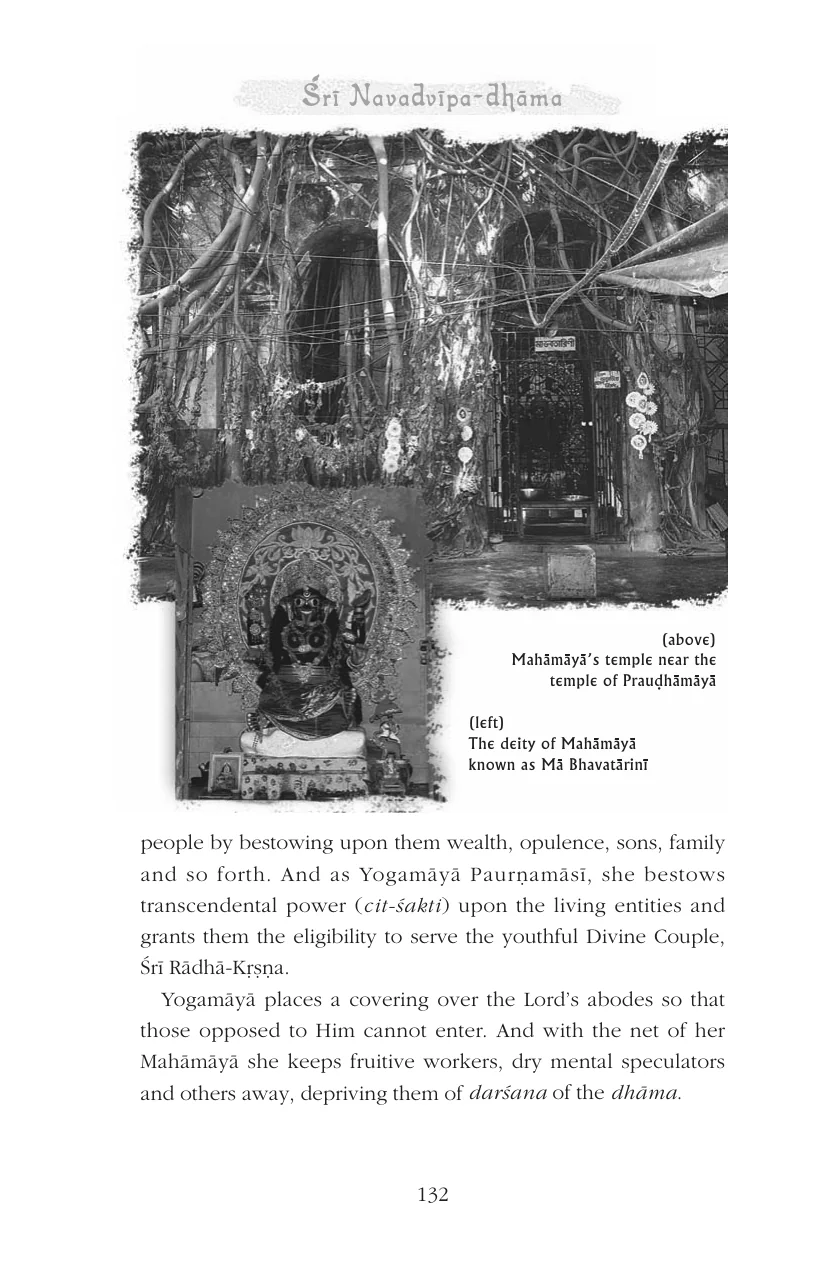 Śrī Navadvīpa-dhāma
(above)
Mahāmāyā’s temple near the
temple of Prauḍhāmāyā
(left)
The deity of Mahāmāyā
known as Mā Bhavatārinī
people by bestowing upon them wealth, opulence, sons, family
and so forth. And as Yogamāyā Paurṇamāsī, she bestows
transcendental power (cit-śakti) upon the living entities and
grants them the eligibility to serve the youthful Divine Couple,
Śrī Rādhā-Kṛṣṇa.
Yogamāyā places a covering over the Lord’s abodes so that
those opposed to Him cannot enter. And with the net of her
Mahāmāyā she keeps fruitive workers, dry mental speculators
and others away, depriving them of darśana of the dhāma.
132